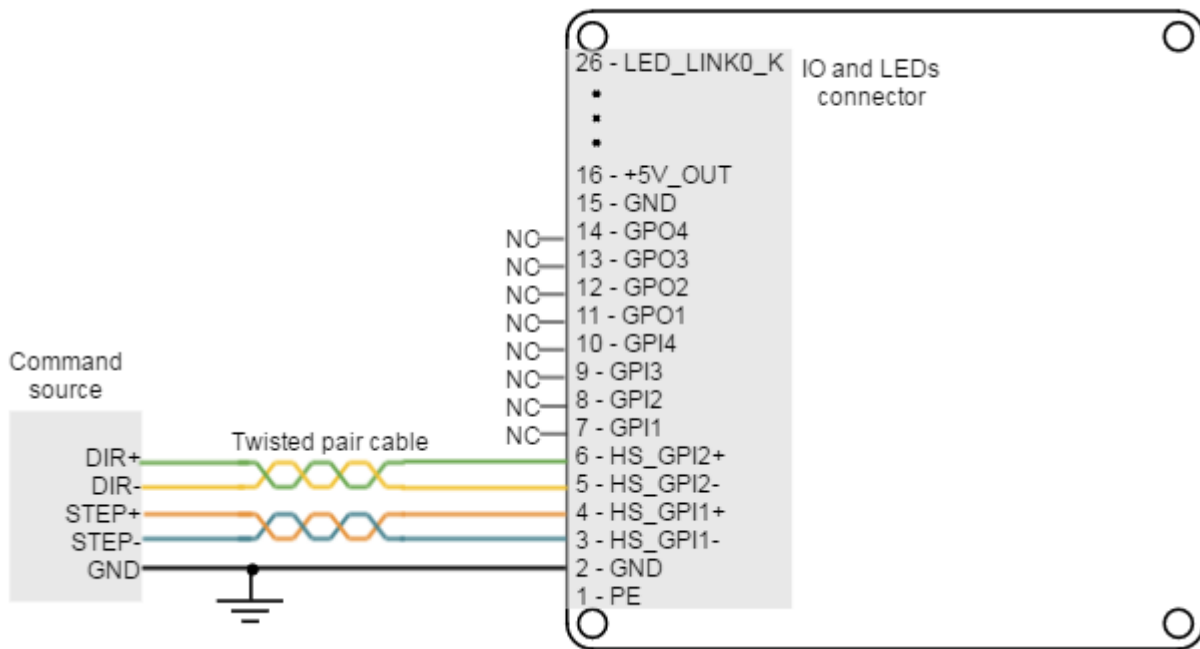 26 - LED_LINK0_K
IO and LEDs
connector
16 - +5V_OUT
15 - GND
NC 14 - GPO4
NC 13 - GPO3
NC 12 - GPO2
NC 11 - GPO1
NC 10 - GPI4
NC 9 - GPI3
NC 8 - GPI2
NC 7 - GPI1
Command
source
Twisted pair cable
DIR+ 6 - HS_GPI2+
DIR- 5 - HS_GPI2-
STEP+ 4 - HS_GPI1+
STEP- 3 - HS_GPI1-
GND 2 - GND
1 - PE